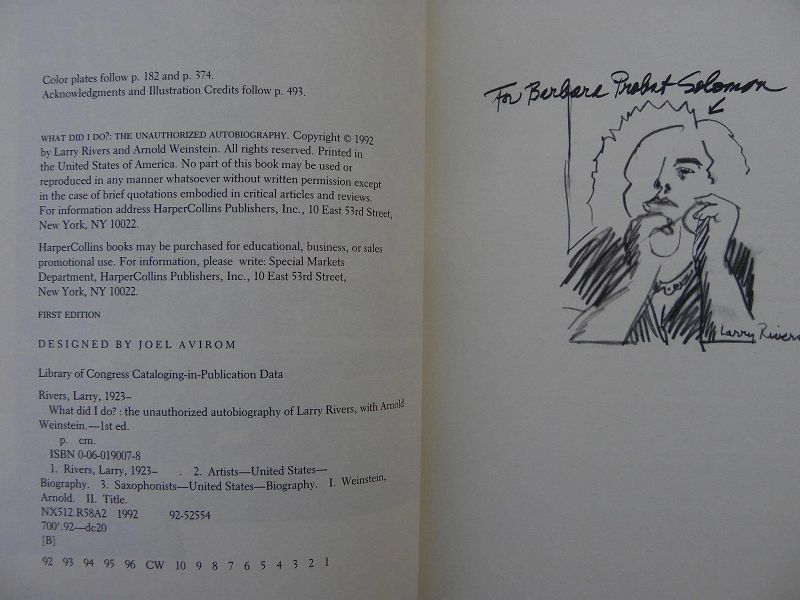 Color plates follow p. 182 and p. 374.
Acknowledgments and Illustration Credits follow p. 493.
WHAT DID I DO?: THE UNAUTHORIZED AUTOBIOGRAPHY. Copyright © 1992
by Larry Rivers and Arnold Weinstein. All rights reserved. Printed in
the United States of America. No part of this book may be used or
reproduced in any manner whatsoever without written permission except
in the case of brief quotations embodied in critical articles and reviews.
For information address HarperCollins Publishers, Inc., 10 East 53rd Street,
New York, NY 10022.
HarperCollins books may be purchased for educational, business, or sales
promotional use. For information, please write: Special Markets
Department, HarperCollins Publishers, Inc., 10 East 53rd Street,
New York, NY 10022.
FIRST EDITION
DESIGNED BY JOEL AVIROM
Library of Congress Cataloging-in-Publication Data
Rivers, Larry, 1923–
What did I do? : the unauthorized autobiography of Larry Rivers, with Arnold
Weinstein.—1st ed.
p. cm.
ISBN 0-06-019007-8
1. Rivers, Larry, 1923– . 2. Artists—United States—
Biography. 3. Saxophonists—United States—Biography. I. Weinstein,
Arnold. II. Title.
NX512.R58A2 1992 92-52554
700'.92—dc20
[B]
92 93 94 95 96 CW 10 9 8 7 6 5 4 3 2 1
For Barbara Probst Solomon
Larry Rivers